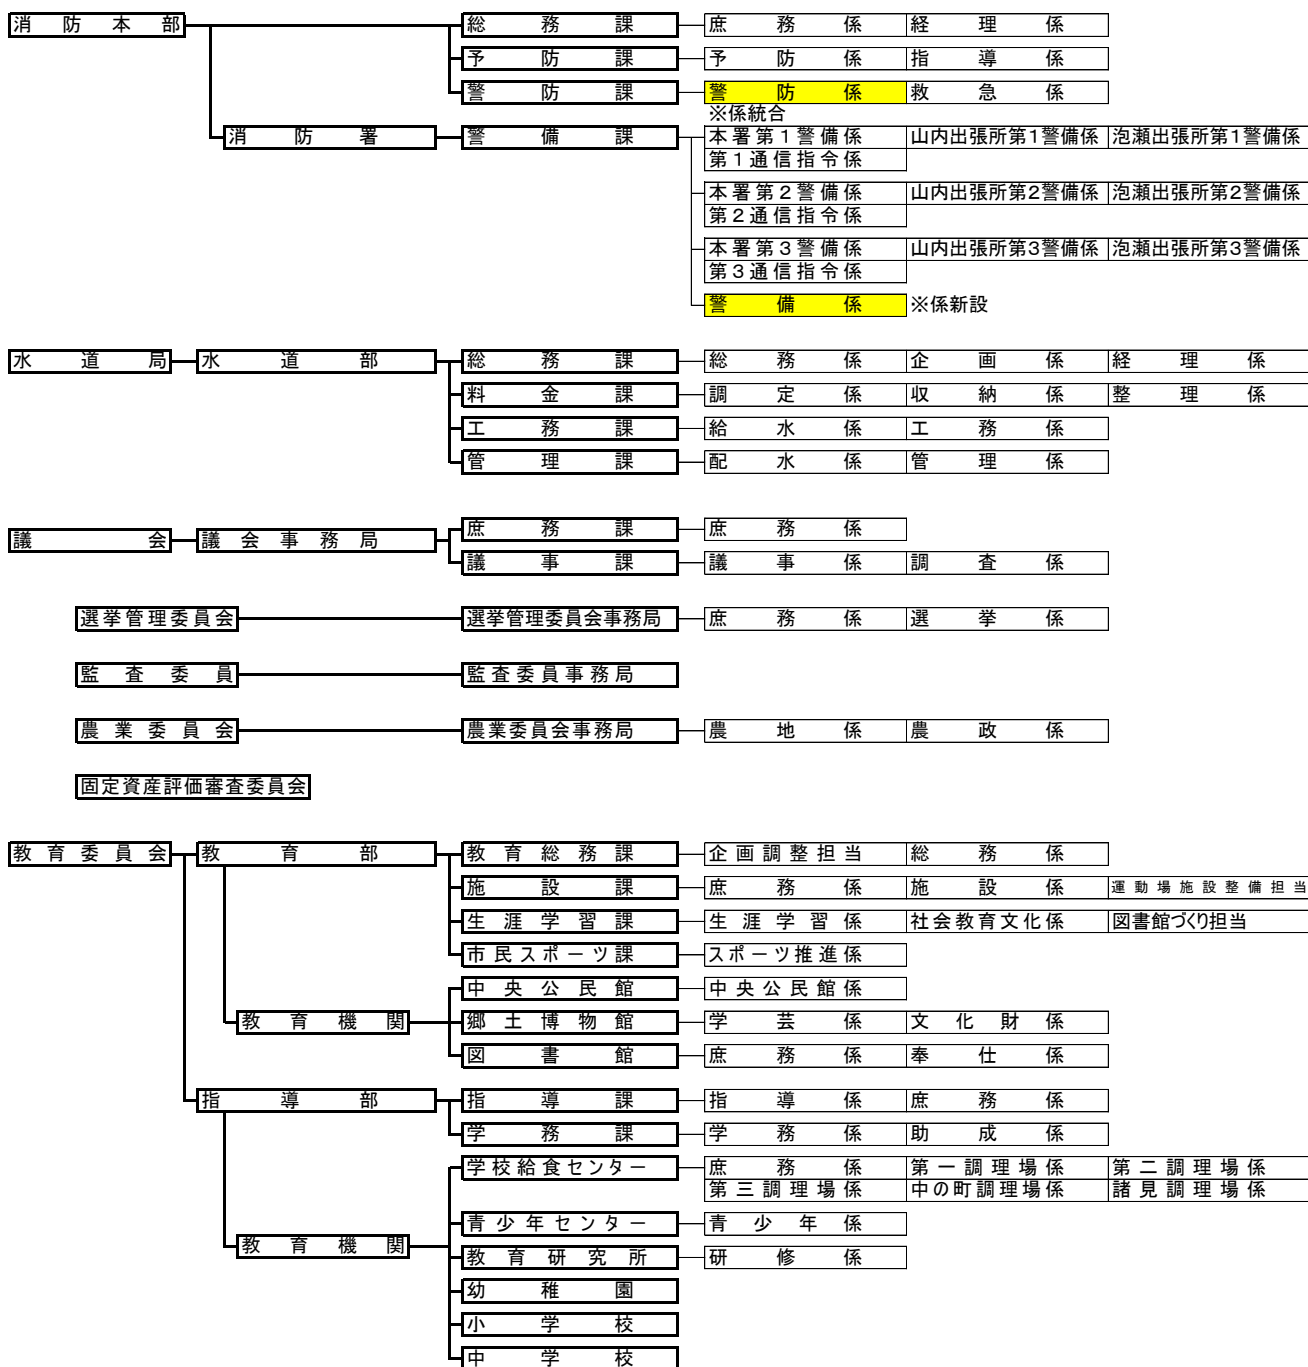 消防本部 総務課 庶務係 経理係
予防課 予防係 指導係
警防課 警防係 救急係
※係統合
消防署 警備課 本署第1警備係 山内出張所第1警備係 泡瀬出張所第1警備係
第1通信指令係
本署第2警備係 山内出張所第2警備係 泡瀬出張所第2警備係
第2通信指令係
本署第3警備係 山内出張所第3警備係 泡瀬出張所第3警備係
第3通信指令係
警備係 ※係新設
水道局 水道部 総務課 総務係 企画係 経理係
料金課 調定係 収納係 整理係
工務課 給水係 工務係
管理課 配水係 管理係
庶務課 庶務係
議会 議会事務局
議事課 議事係 調査係
選挙管理委員会 選挙管理委員会事務局 庶務係 選挙係
監査委員 監査委員事務局
農業委員会 農業委員会事務局 農地係 農政係
固定資産評価審査委員会
教育委員会 教育部 教育総務課 企画調整担当 総務係
施設課 庶務係 施設係 運動場施設整備担当
生涯学習課 生涯学習係 社会教育文化係 図書館づくり担当
市民スポーツ課 スポーツ推進係
中央公民館 中央公民館係
教育機関 郷土博物館 学芸係 文化財係
図書館 庶務係 奉仕係
指導部 指導課 指導係 庶務係
学務課 学務係 助成係
学校給食センター 庶務係 第一調理場係 第二調理場係
第三調理場係 中の町調理場係 諸見調理場係
青少年センター 青少年係
教育機関 教育研究所 研修係
幼稚園
小学校
中学校